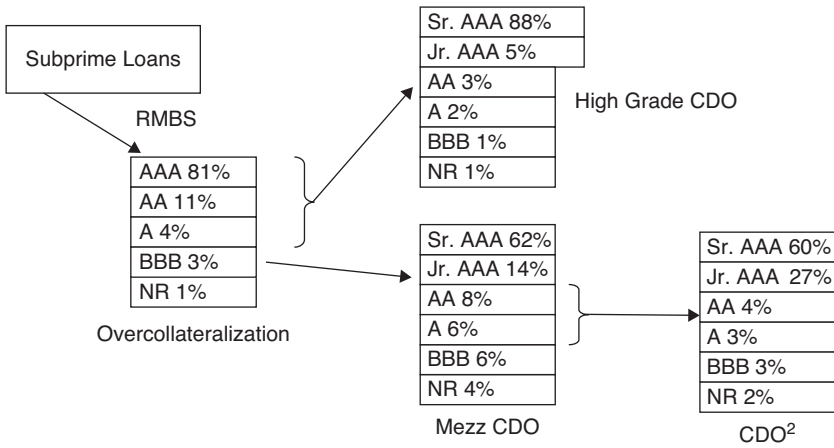 Subprime Loans
RMBS
AAA 81%
AA 11%
A 4%
BBB 3%
NR 1%
Overcollateralization
Sr. AAA 88%
Jr. AAA 5%
AA 3%
A 2%
BBB 1%
NR 1%
High Grade CDO
Sr. AAA 62%
Jr. AAA 14%
AA 8%
A 6%
BBB 6%
NR 4%
Mezz CDO
Sr. AAA 60%
Jr. AAA 27%
AA 4%
A 3%
BBB 3%
NR 2%
CDO²